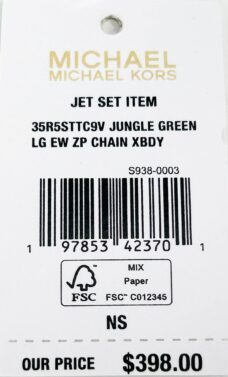 MICHAEL
MICHAEL KORS
JET SET ITEM
35R5STTC9V JUNGLE GREEN
LG EW ZP CHAIN XBDY
S938-0003
1 97853 42370 1
FSC
MIX
Paper
FSC™ C012345
NS
OUR PRICE $398.00